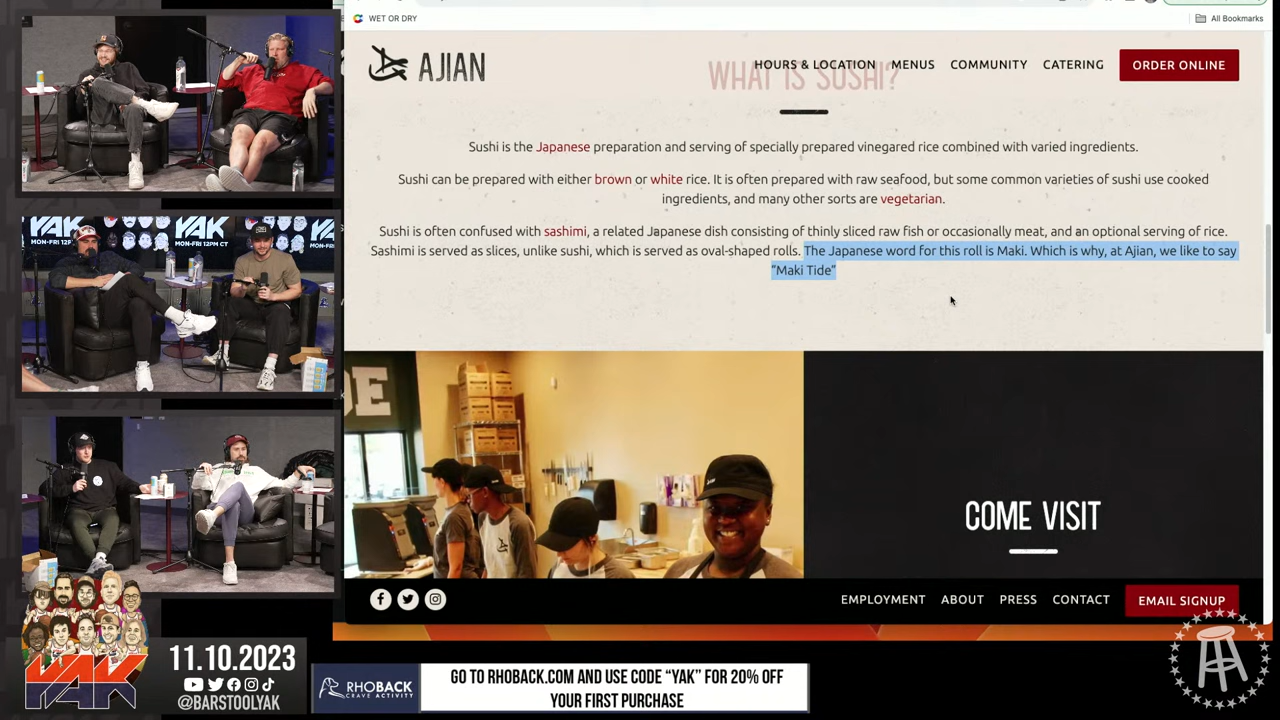 WET OR DRY
All Bookmarks
AJIAN
HOURS & LOCATION MENUS COMMUNITY CATERING ORDER ONLINE
WHAT IS SUSHI?
Sushi is the Japanese preparation and serving of specially prepared vinegared rice combined with varied ingredients.
Sushi can be prepared with either brown or white rice. It is often prepared with raw seafood, but some common varieties of sushi use cooked
ingredients, and many other sorts are vegetarian.
Sushi is often confused with sashimi, a related Japanese dish consisting of thinly sliced raw fish or occasionally meat, and an optional serving of rice.
Sashimi is served as slices, unlike sushi, which is served as oval-shaped rolls. The Japanese word for this roll is Maki. Which is why, at Ajian, we like to say
“Maki Tide”
DE
COME VISIT
EMPLOYMENT ABOUT PRESS CONTACT EMAIL SIGNUP
YAK
YAK
MON-FRI 12PM CT
YAK
11.10.2023
@BARSTOOLYAK
RHOBACK
CRAVE ACTIVITY
GO TO RHOBACK.COM AND USE CODE “YAK” FOR 20% OFF
YOUR FIRST PURCHASE